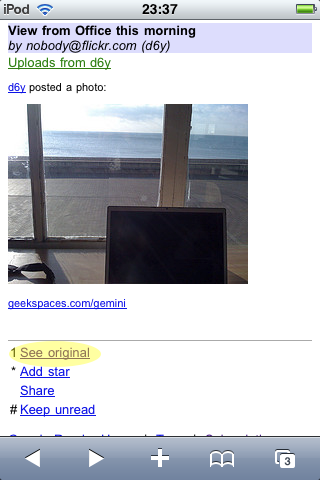 iPod 23:37
View from Office this morning
by nobody@flickr.com (d6y)
Uploads from d6y
d6y posted a photo:
geekspaces.com/gemini
1 See original
* Add star
Share
# Keep unread
3